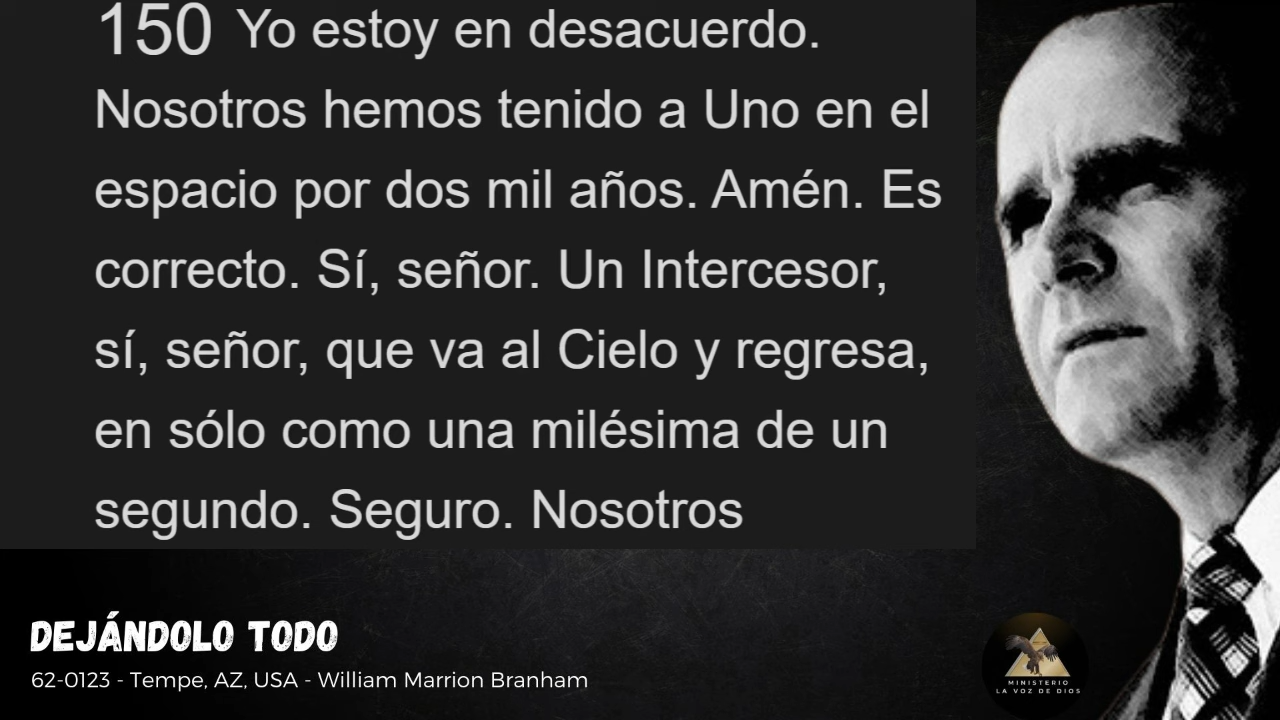 150 Yo estoy en desacuerdo.
Nosotros hemos tenido a Uno en el
espacio por dos mil años. Amén. Es
correcto. Sí, señor. Un Intercesor,
sí, señor, que va al Cielo y regresa,
en sólo como una milésima de un
segundo. Seguro. Nosotros
DEJÁNDOLO TODO
62-0123 - Tempe, AZ, USA - William Marrion Branham
MINISTERIO
LA VOZ DE DIOS